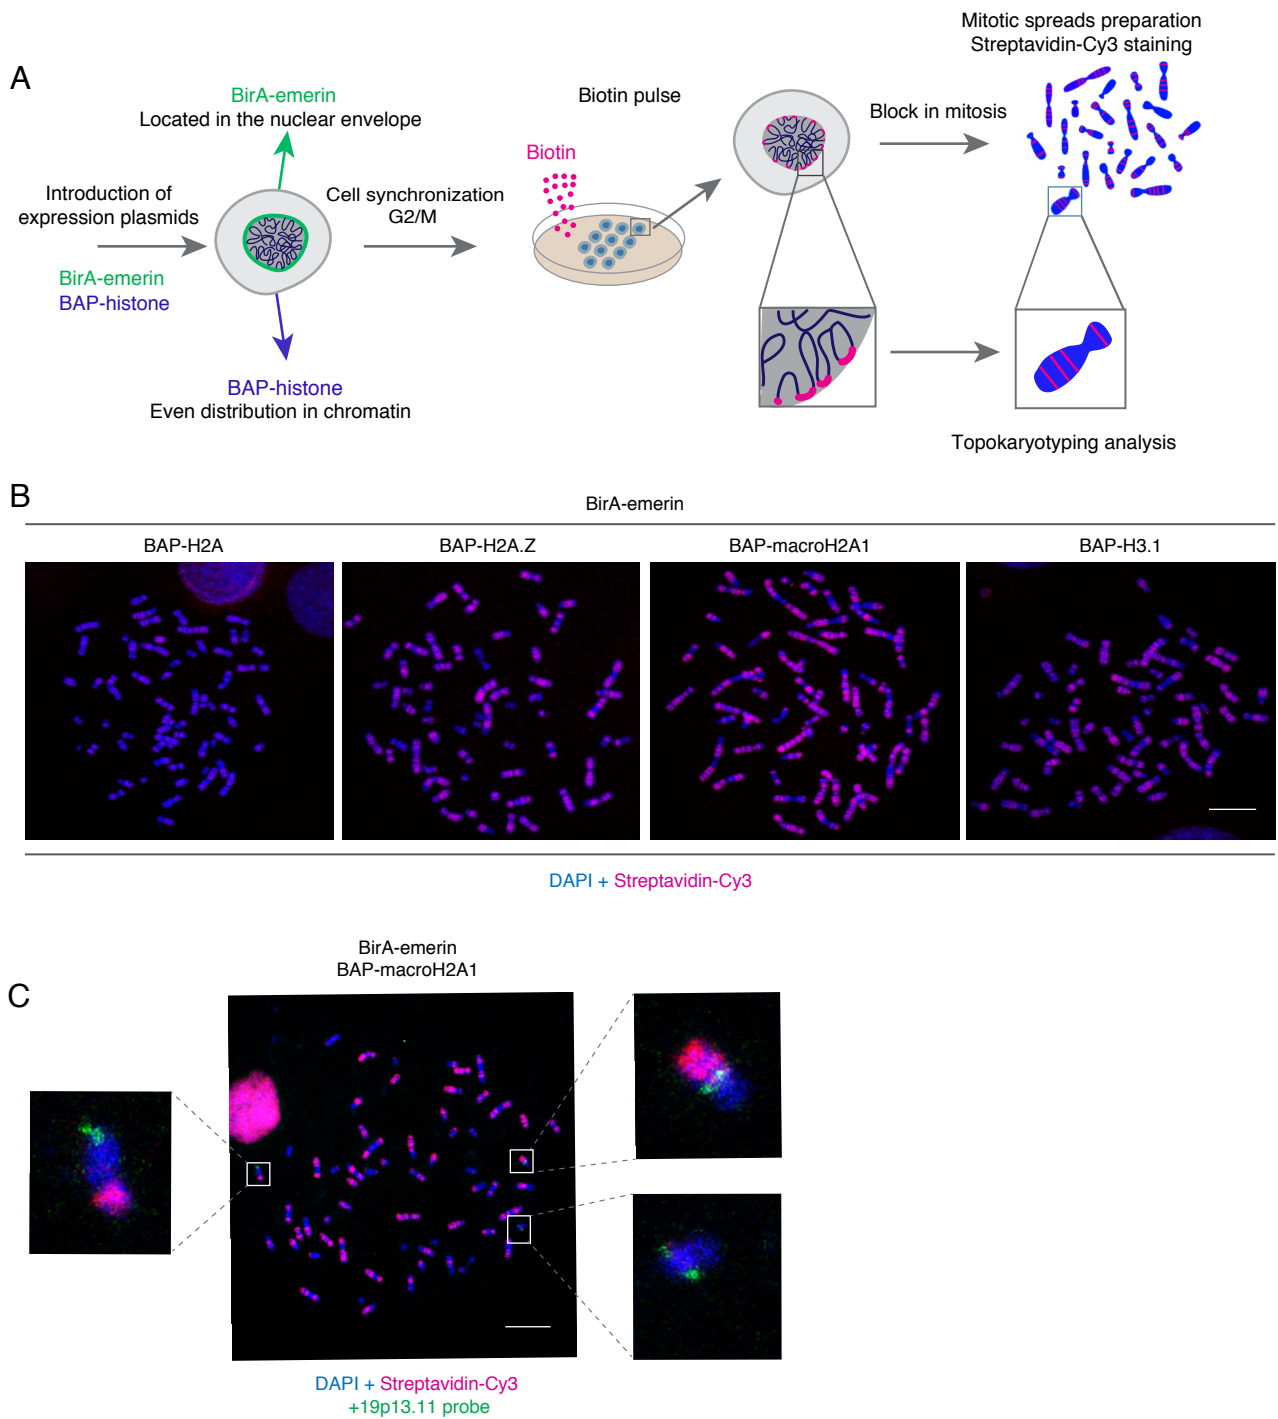 A
Mitotic spreads preparation
Streptavidin-Cy3 staining
BirA-emerin
Located in the nuclear envelope
Biotin pulse
Block in mitosis
Biotin
Introduction of
expression plasmids
Cell synchronization
G2/M
BirA-emerin
BAP-histone
BAP-histone
Even distribution in chromatin
Topokaryotyping analysis
B
BirA-emerin
BAP-H2A
BAP-H2A.Z
BAP-macroH2A1
BAP-H3.1
DAPI + Streptavidin-Cy3
C
BirA-emerin
BAP-macroH2A1
DAPI + Streptavidin-Cy3
+19p13.11 probe